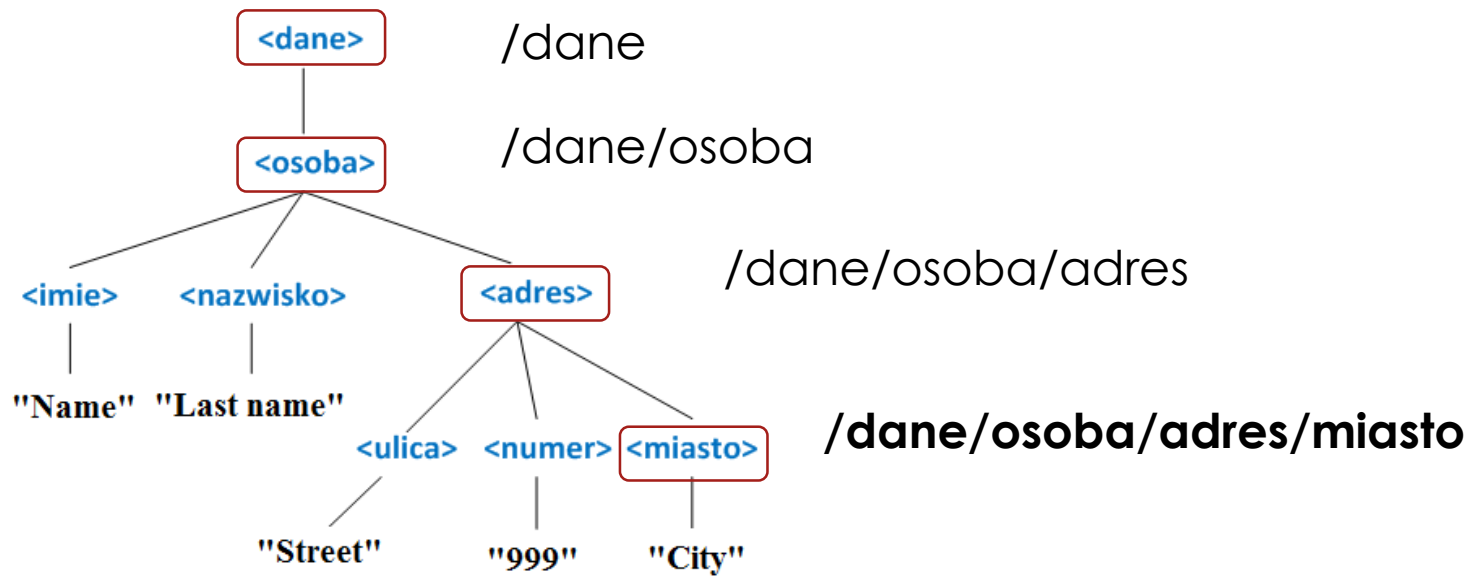 <dane>
/dane
<osoba>
/dane/osoba
<imie> <nazwisko> <adres>
/dane/osoba/adres
"Name" "Last name"
<ulica> <numer> <miasto>
/dane/osoba/adres/miasto
"Street" "999" "City"